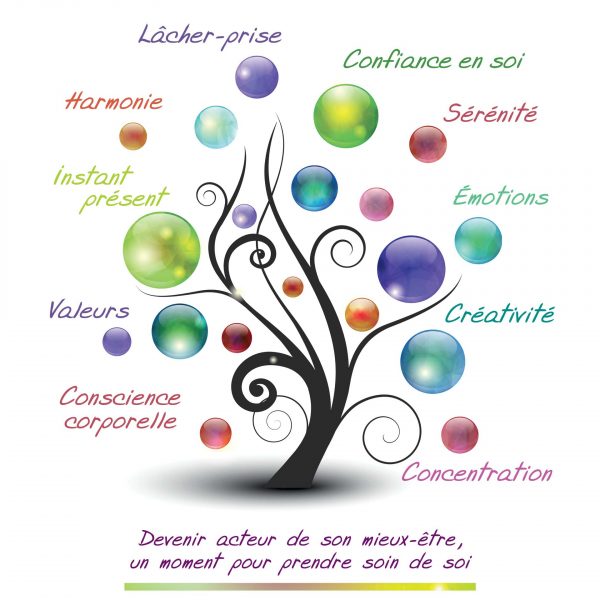 Lâcher-prise
Confiance en soi
Harmonie
Sérénité
Instant
présent
Émotions
Valeurs
Créativité
Conscience
corporelle
Concentration
Devenir acteur de son mieux-être,
un moment pour prendre soin de soi